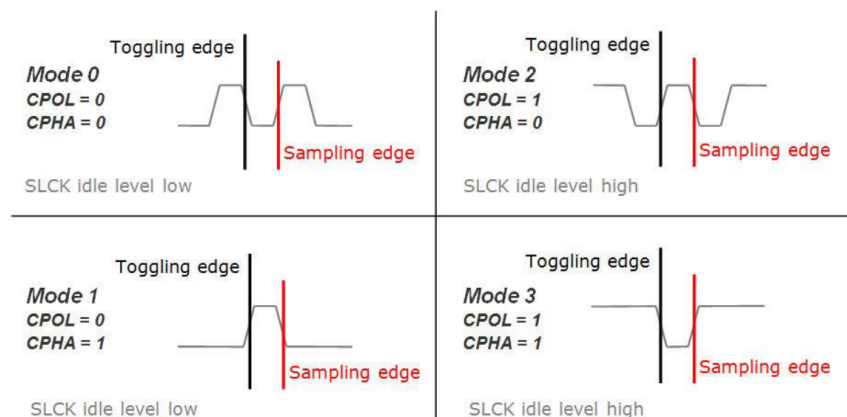 Toggling edge
Mode 0
CPOL = 0
CPHA = 0
Sampling edge
SLCK idle level low
Toggling edge
Mode 2
CPOL = 1
CPHA = 0
Sampling edge
SLCK idle level high
Toggling edge
Mode 1
CPOL = 0
CPHA = 1
Sampling edge
SLCK idle level low
Toggling edge
Mode 3
CPOL = 1
CPHA = 1
Sampling edge
SLCK idle level high